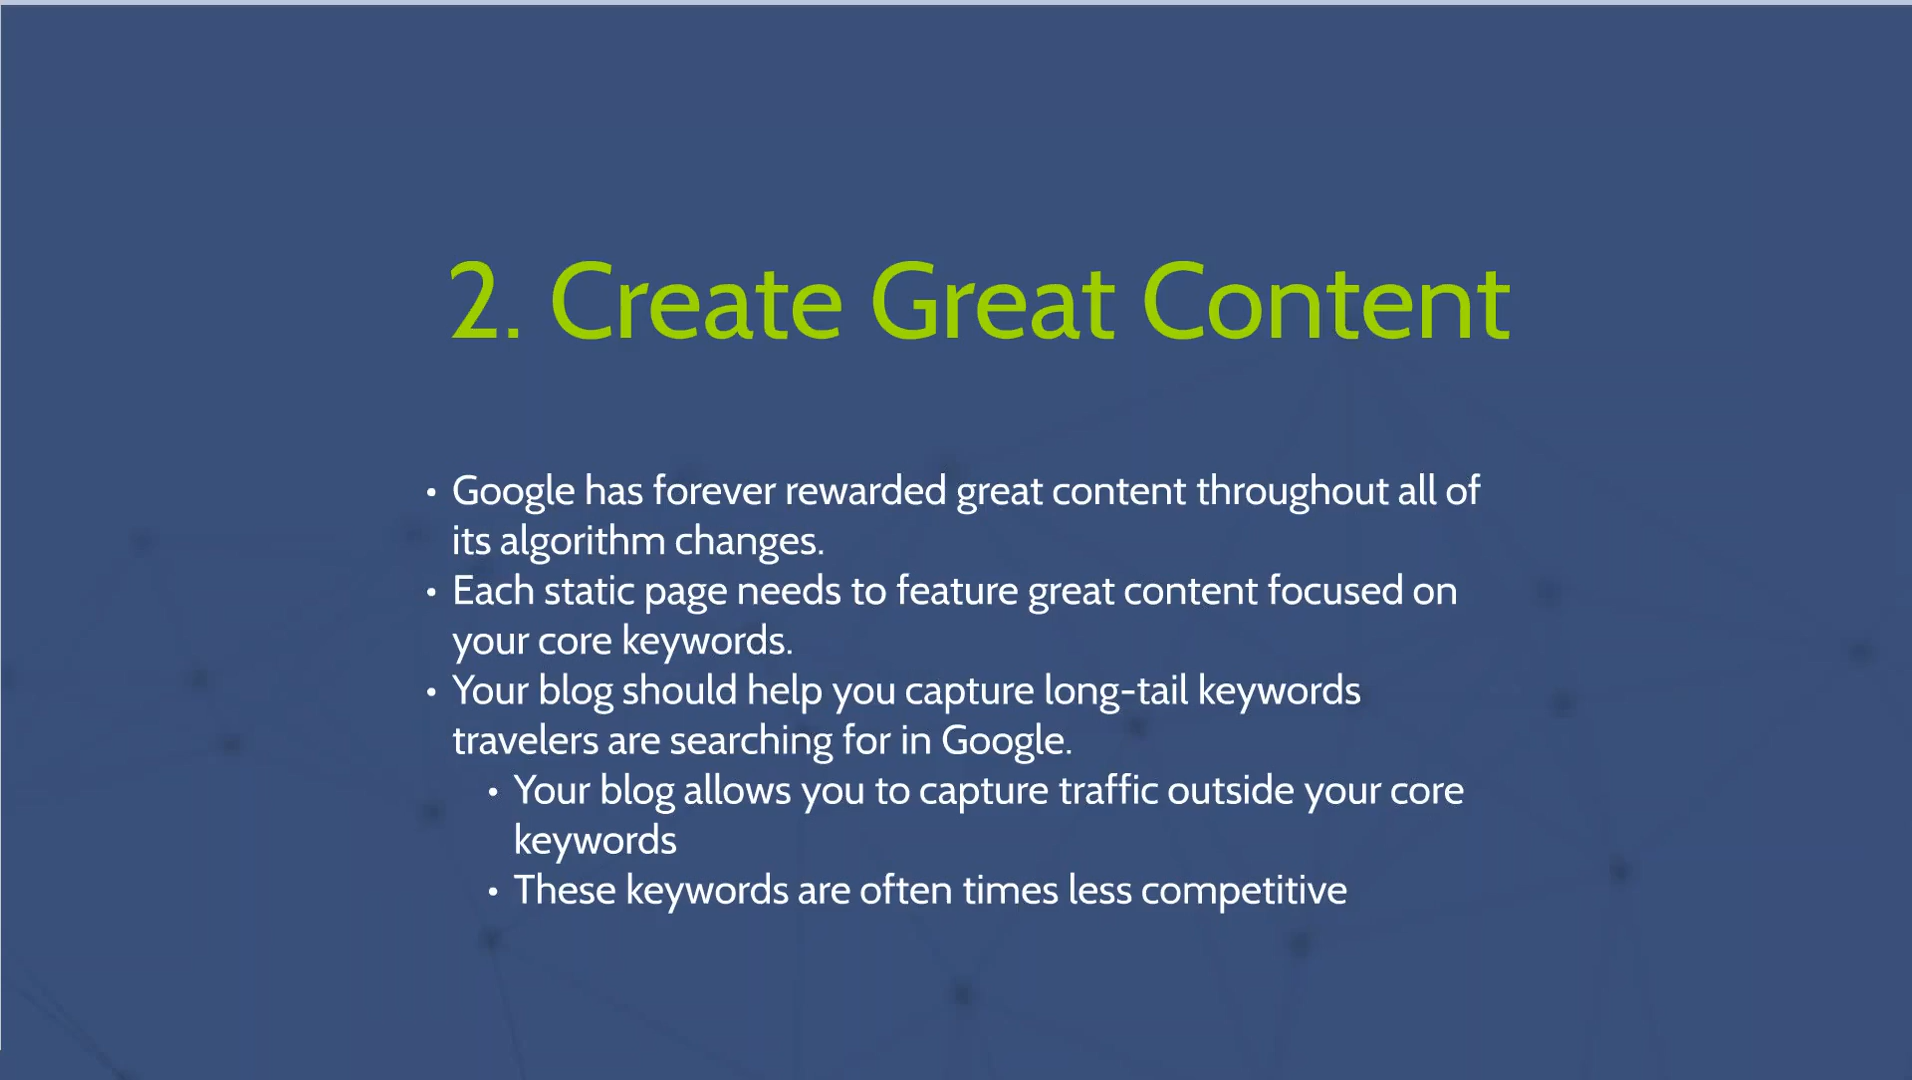 2. Create Great Content
• Google has forever rewarded great content throughout all of
its algorithm changes.
• Each static page needs to feature great content focused on
your core keywords.
• Your blog should help you capture long-tail keywords
travelers are searching for in Google.
• Your blog allows you to capture traffic outside your core
keywords
• These keywords are often times less competitive